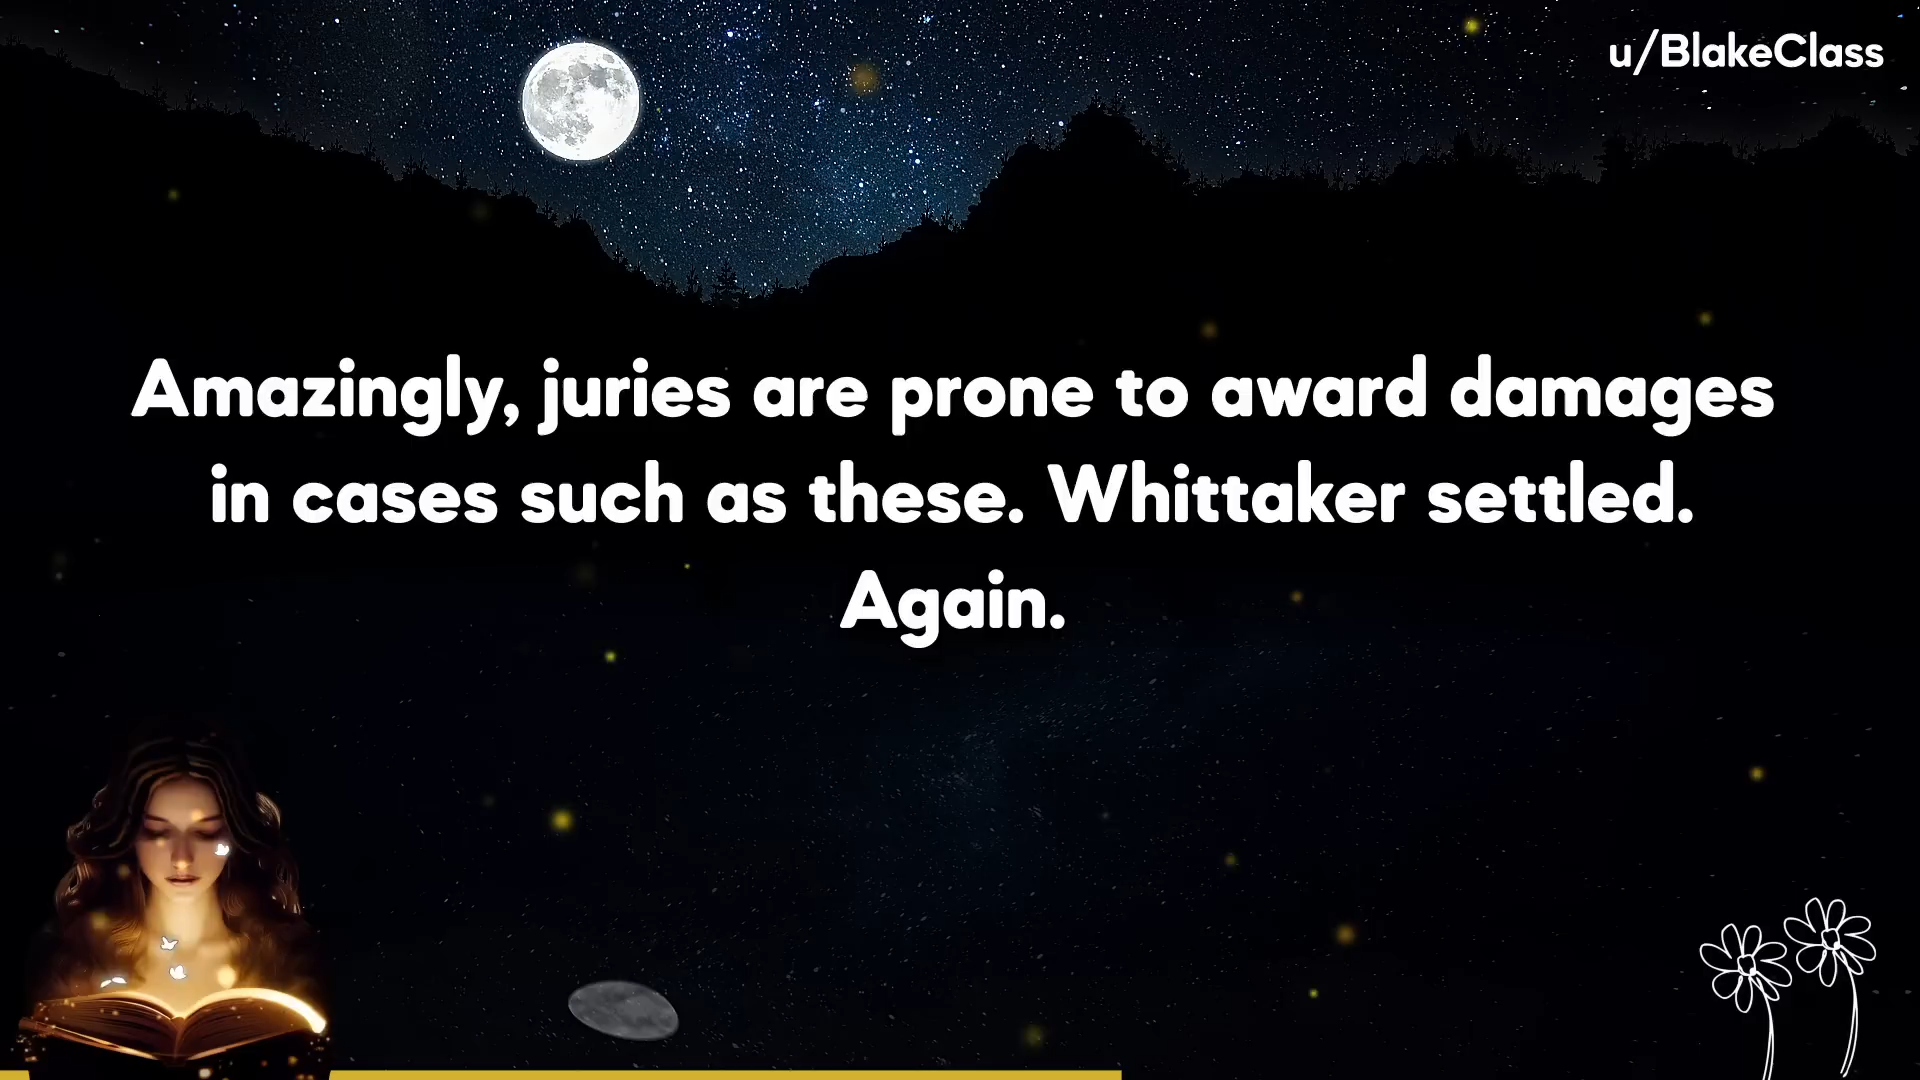 u/BlakeClass
Amazingly, juries are prone to award damages
in cases such as these. Whittaker settled.
Again.